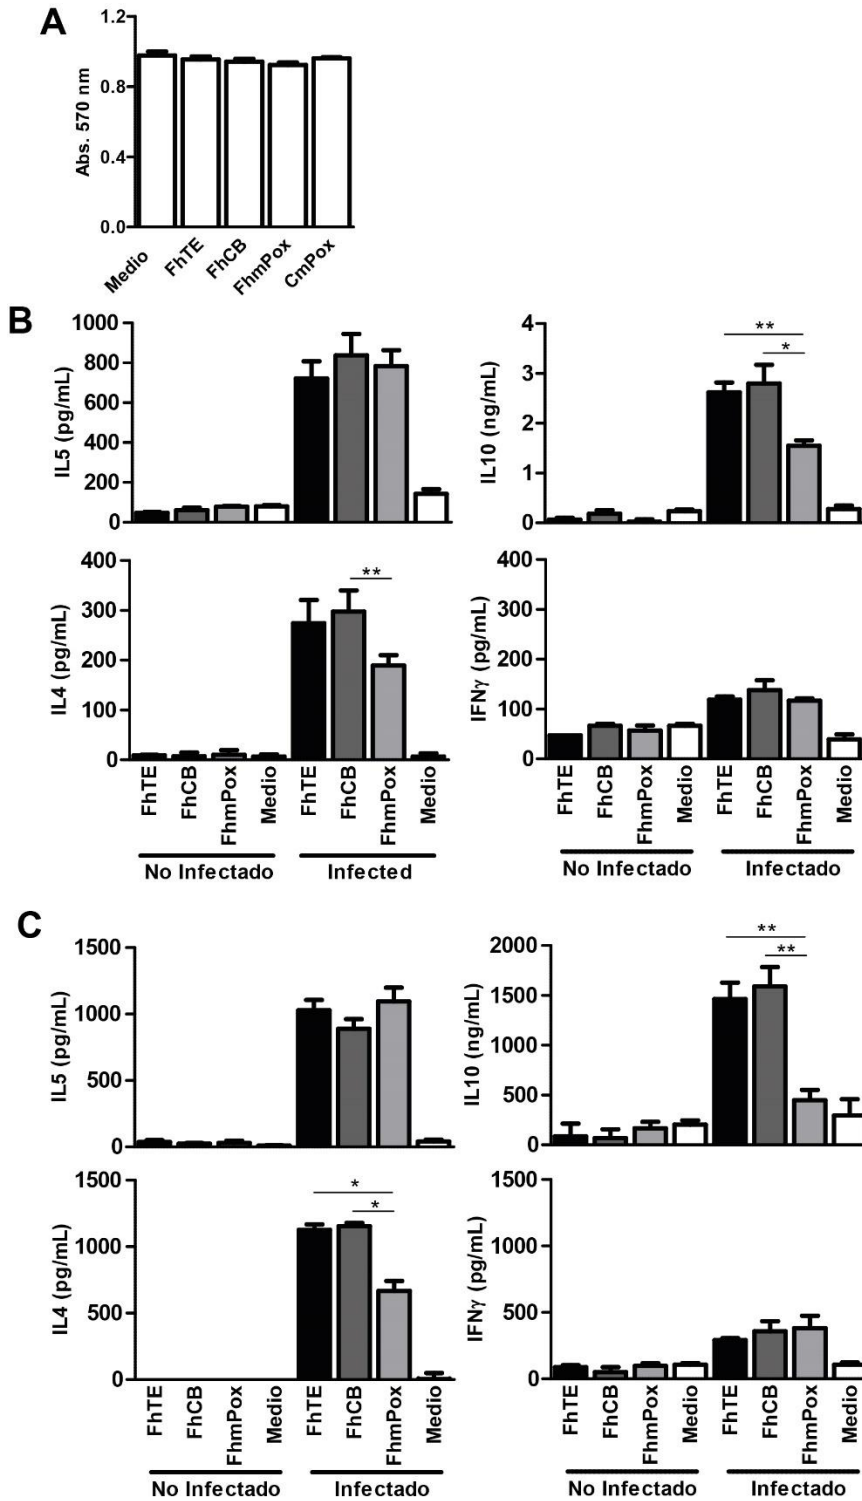 A
1.2
0.8
0.4
0.0
Abs. 570 nm
Medio FhTE FhCB FhmPox CmPox
B
1000
800
600
400
200
0
IL5 (pg/mL)
4
3
2
1
0
IL10 (ng/mL)
**
*
400
300
200
100
0
IL4 (pg/mL)
**
FhTE FhCB FhmPox Medio FhTE FhCB FhmPox Medio
No Infectado Infected
400
300
200
100
0
IFNγ (pg/mL)
FhTE FhCB FhmPox Medio FhTE FhCB FhmPox Medio
No Infectado Infectado
C
1500
1000
500
0
IL5 (pg/mL)
2000
1500
1000
500
0
IL10 (ng/mL)
**
**
1500
1000
500
0
IL4 (pg/mL)
*
*
FhTE FhCB FhmPox Medio FhTE FhCB FhmPox Medio
No Infectado Infectado
1500
1000
500
0
IFNγ (pg/mL)
FhTE FhCB FhmPox Medio FhTE FhCB FhmPox Medio
No Infectado Infectado